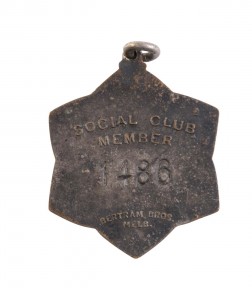 SOCIAL CLUB
MEMBER
1486
BERTRAM BROS.
MELB.